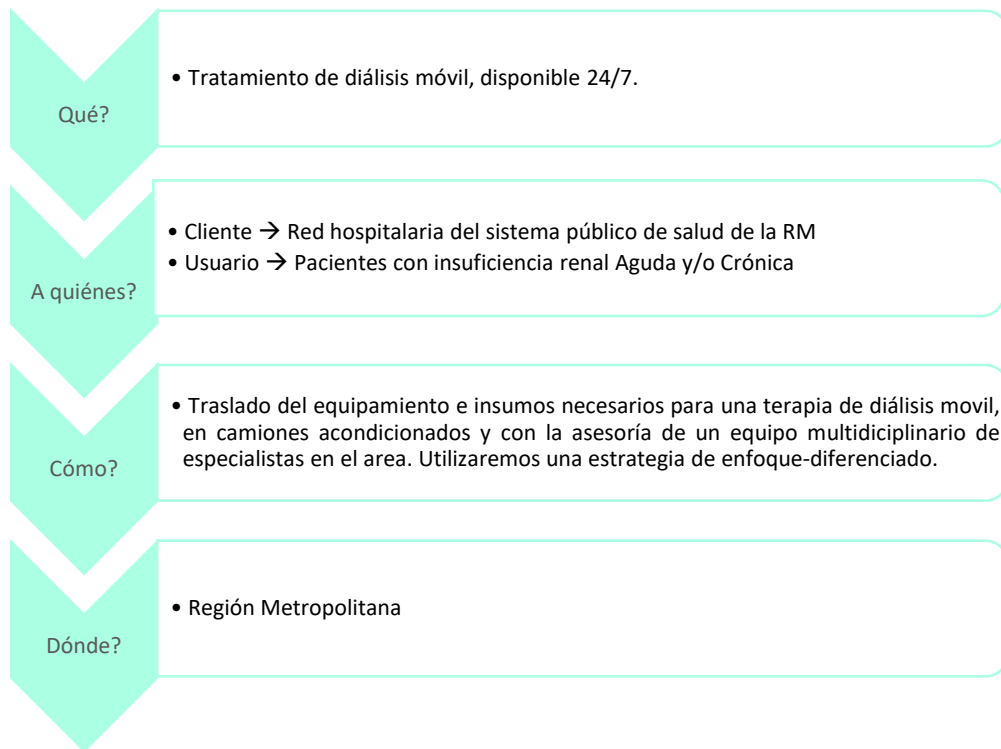 Qué?
• Tratamiento de diálisis móvil, disponible 24/7.
A quiénes?
• Cliente → Red hospitalaria del sistema público de salud de la RM
• Usuario → Pacientes con insuficiencia renal Aguda y/o Crónica
Cómo?
• Traslado del equipamiento e insumos necesarios para una terapia de diálisis movil,
en camiones acondicionados y con la asesoría de un equipo multidiciplinario de
especialistas en el area. Utilizaremos una estrategia de enfoque-diferenciado.
Dónde?
• Región Metropolitana